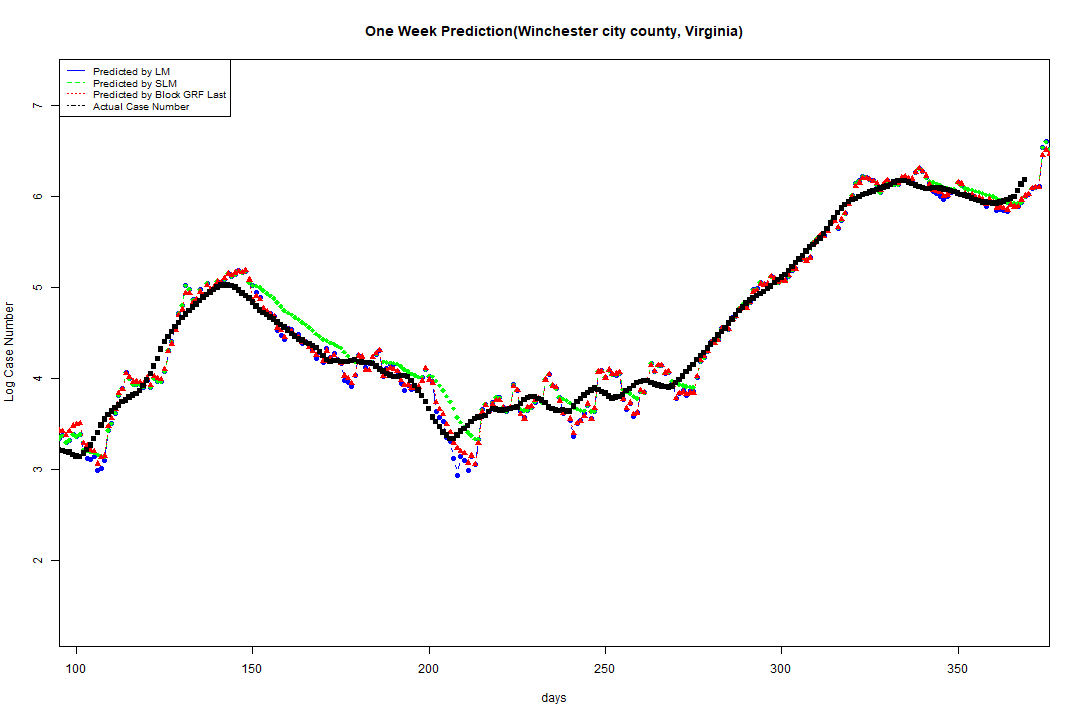 One Week Prediction(Winchester city county, Virginia)
Predicted by LM
Predicted by SLM
Predicted by Block GRF Last
Actual Case Number
7
6
5
4
3
2
Log Case Number
100 150 200 250 300 350
days